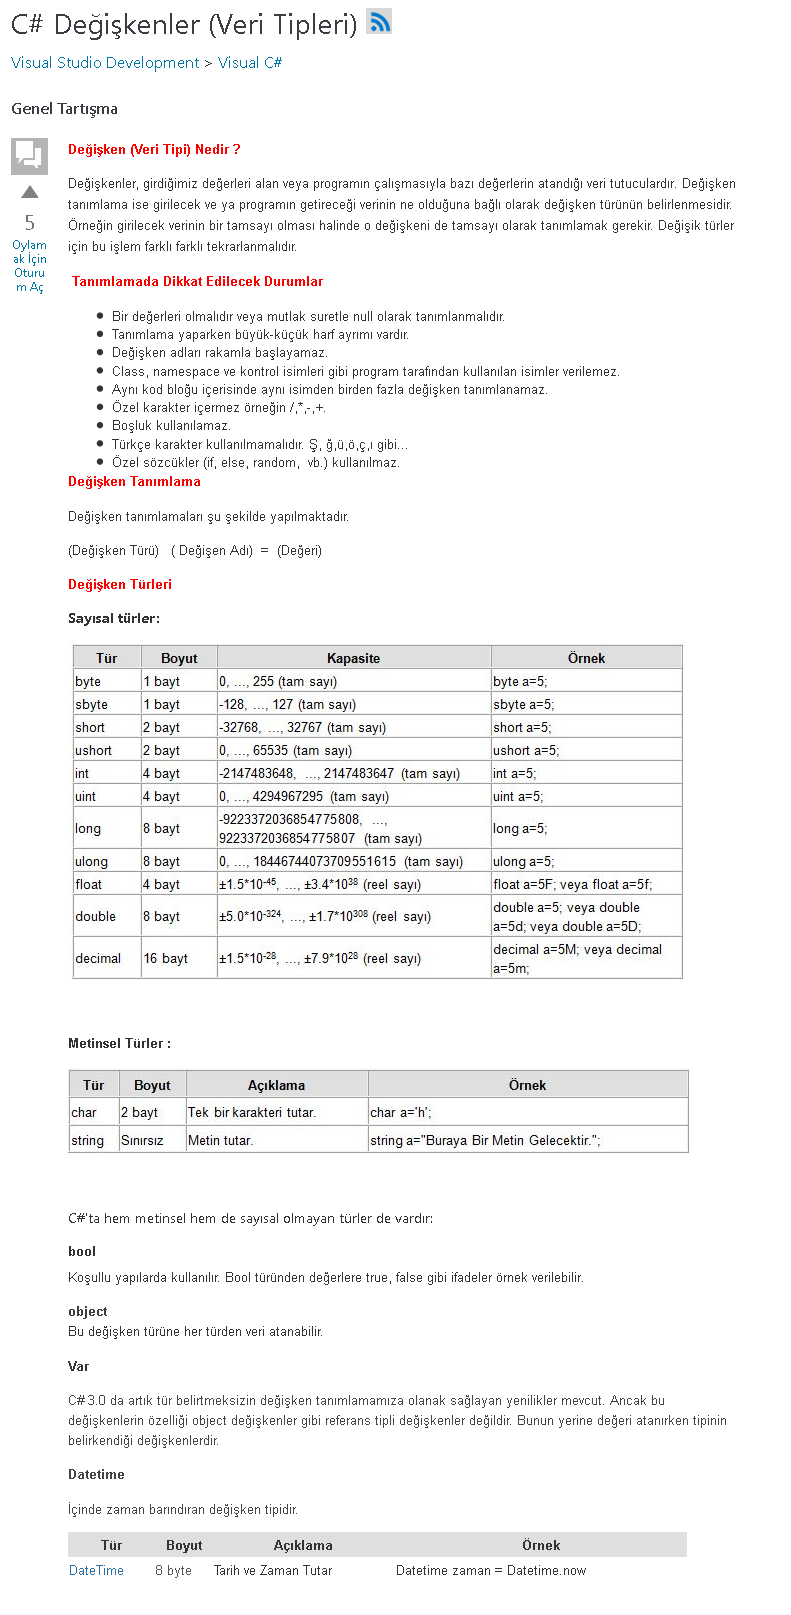 C# Değişkenler (Veri Tipleri)
Visual Studio Development > Visual C#
Genel Tartışma
5
Oylam
ak İçin
Oturu
m Aç
Değişken (Veri Tipi) Nedir ?
Değişkenler, girdiğimiz değerleri alan veya programın çalışmasıyla bazı değerlerin atandığı veri tutuculardır. Değişken
tanımlama ise girilecek ve ya programın getireceği verinin ne olduğuna bağlı olarak değişken türünün belirlenmesidir.
Örneğin girilecek verinin bir tamsayı olması halinde o değişkeni de tamsayı olarak tanımlamak gerekir. Değişik türler
için bu işlem farklı farklı tekrarlanmalıdır.
Tanımlamada Dikkat Edilecek Durumlar
• Bir değerleri olmalıdır veya mutlak suretle null olarak tanımlanmalıdır.
• Tanımlama yaparken büyük-küçük harf ayrımı vardır.
• Değişken adları rakamla başlayamaz.
• Class, namespace ve kontrol isimleri gibi program tarafından kullanılan isimler verilemez.
• Aynı kod bloğu içerisinde aynı isimden birden fazla değişken tanımlanamaz.
• Özel karakter içermez örneğin /,*,-,+.
• Boşluk kullanılamaz.
• Türkçe karakter kullanılmamalıdır. Ş, ğ,ü,ö,ç,ı gibi...
• Özel sözcükler (if, else, random,  vb.) kullanılmaz.
Değişken Tanımlama
Değişken tanımlamaları şu şekilde yapılmaktadır.
(Değişken Türü)   ( Değişen Adı)  =  (Değeri)
Değişken Türleri
Sayısal türler:
Tür Boyut Kapasite Örnek
byte 1 bayt 0, ..., 255 (tam sayı) byte a=5;
sbyte 1 bayt -128, ..., 127 (tam sayı) sbyte a=5;
short 2 bayt -32768, ..., 32767 (tam sayı) short a=5;
ushort 2 bayt 0, ..., 65535 (tam sayı) ushort a=5;
int 4 bayt -2147483648, ..., 2147483647 (tam sayı) int a=5;
uint 4 bayt 0, ..., 4294967295 (tam sayı) uint a=5;
long 8 bayt -9223372036854775808, ...,
9223372036854775807 (tam sayı) long a=5;
ulong 8 bayt 0, ..., 18446744073709551615 (tam sayı) ulong a=5;
float 4 bayt ±1.5*10⁻⁴⁵, ..., ±3.4*10³⁸ (reel sayı) float a=5F; veya float a=5f;
double 8 bayt ±5.0*10⁻³²⁴, ..., ±1.7*10³⁰⁸ (reel sayı) double a=5; veya double
a=5d; veya double a=5D;
decimal 16 bayt ±1.5*10⁻²⁸, ..., ±7.9*10²⁸ (reel sayı) decimal a=5M; veya decimal
a=5m;
Metinsel Türler :
Tür Boyut Açıklama Örnek
char 2 bayt Tek bir karakteri tutar. char a='h';
string Sınırsız Metin tutar. string a="Buraya Bir Metin Gelecektir.";
C#'ta hem metinsel hem de sayısal olmayan türler de vardır:
bool
Koşullu yapılarda kullanılır. Bool türünden değerlere true, false gibi ifadeler örnek verilebilir.
object
Bu değişken türüne her türden veri atanabilir.
Var
C# 3.0 da artık tür belirtmeksizin değişken tanımlamamıza olanak sağlayan yenilikler mevcut. Ancak bu
değişkenlerin özelliği object değişkenler gibi referans tipli değişkenler değildir. Bunun yerine değeri atanırken tipinin
belirkendiği değişkenlerdir.
Datetime
İçinde zaman barındıran değişken tipidir.
Tür Boyut Açıklama Örnek
DateTime 8 byte Tarih ve Zaman Tutar Datetime zaman = Datetime.now